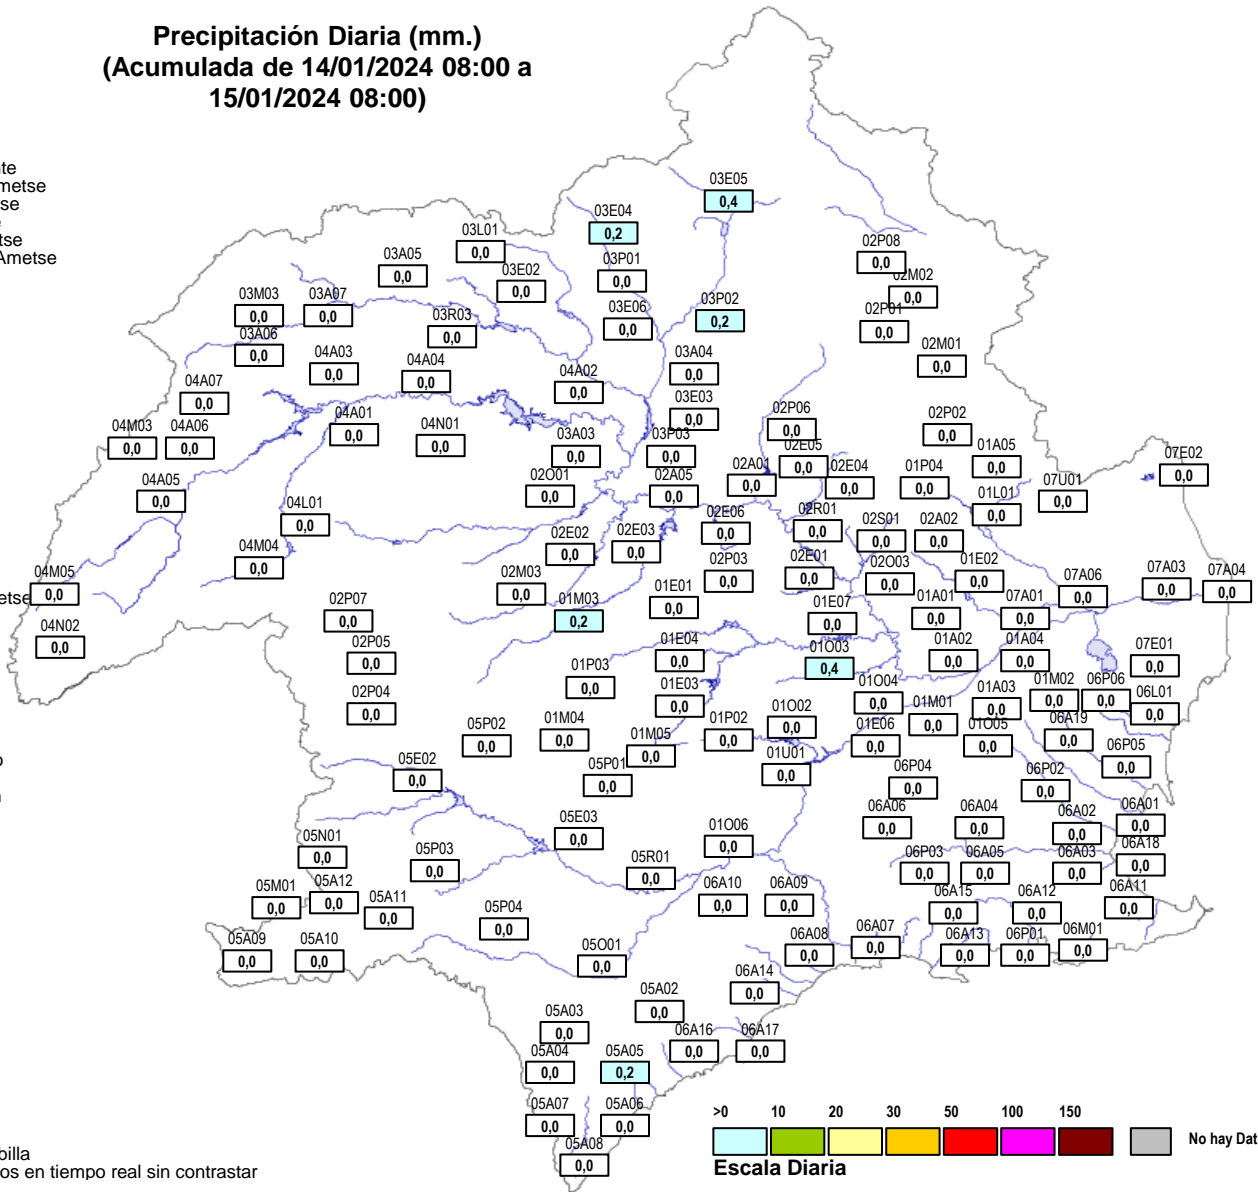 Precipitación Diaria (mm.)
(Acumulada de 14/01/2024 08:00 a
15/01/2024 08:00)
nte
metse
tse
e
tse
Ametse
03E05
0,4
03E04
0,2
03L01
0,0
03A05
0,0
03E02
0,0
03P01
0,0
02P08
0,0
02M02
0,0
03M03
0,0
03A07
0,0
03R03
0,0
03E06
0,0
03P02
0,2
02P01
0,0
03A06
0,0
04A03
0,0
04A04
0,0
04A02
0,0
03A04
0,0
02M01
0,0
04A07
0,0
03E03
0,0
04M03
0,0
04A06
0,0
04A01
0,0
04N01
0,0
03A03
0,0
03P03
0,0
02P06
0,0
02P02
0,0
02E05
0,0
01A05
0,0
07E02
0,0
04A05
0,0
02O01
0,0
02A05
0,0
02A01
0,0
02E04
0,0
01P04
0,0
07U01
0,0
01L01
0,0
04L01
0,0
02E06
0,0
02R01
0,0
02S01
0,0
02A02
0,0
02E02
0,0
02E03
0,0
04M04
0,0
02P03
0,0
02E01
0,0
02O03
0,0
01E02
0,0
04M05
0,0
etse
02M03
0,0
07A06
0,0
07A03
0,0
07A04
0,0
02P07
0,0
01M03
0,2
01E01
0,0
01E07
0,0
01A01
0,0
07A01
0,0
04N02
0,0
02P05
0,0
01E04
0,0
01O03
0,4
01A02
0,0
01A04
0,0
07E01
0,0
01P03
0,0
02P04
0,0
01E03
0,0
01O04
0,0
01A03
0,0
01M02
0,0
06P06
0,0
06L01
0,0
05P02
0,0
01M04
0,0
01M05
0,0
01P02
0,0
01O02
0,0
01E06
0,0
01M01
0,0
01O05
0,0
06A19
0,0
06P05
0,0
05E02
0,0
05P01
0,0
01U01
0,0
06P04
0,0
06P02
0,0
05E03
0,0
01O06
0,0
06A06
0,0
06A04
0,0
06A02
0,0
06A01
0,0
05N01
0,0
05P03
0,0
05R01
0,0
06P03
0,0
06A05
0,0
06A03
0,0
06A18
0,0
05M01
0,0
05A12
0,0
05A11
0,0
06A10
0,0
06A09
0,0
06A15
0,0
06A12
0,0
06A11
0,0
05P04
0,0
05A09
0,0
05A10
0,0
05O01
0,0
06A08
0,0
06A07
0,0
06A13
0,0
06P01
0,0
06M01
0,0
06A14
0,0
05A02
0,0
05A03
0,0
06A16
0,0
06A17
0,0
05A04
0,0
05A05
0,2
05A07
0,0
05A06
0,0
05A08
0,0
>0 10 20 30 50 100 150
No hay Dat
Escala Diaria
billa
os en tiempo real sin contrastar